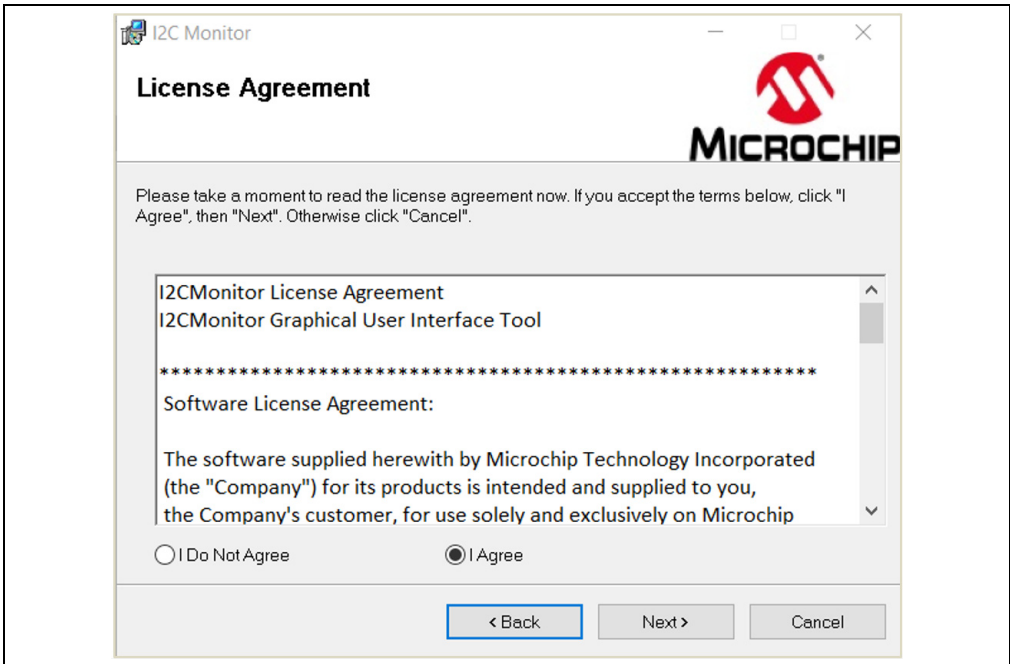 I2C Monitor
License Agreement
MICROCHIP
Please take a moment to read the license agreement now. If you accept the terms below, click "I
Agree", then "Next". Otherwise click "Cancel".
I2CMonitor License Agreement
I2CMonitor Graphical User Interface Tool
**********************************************************
Software License Agreement:
The software supplied herewith by Microchip Technology Incorporated
(the "Company") for its products is intended and supplied to you,
the Company's customer, for use solely and exclusively on Microchip
I Do Not Agree
I Agree
< Back
Next >
Cancel